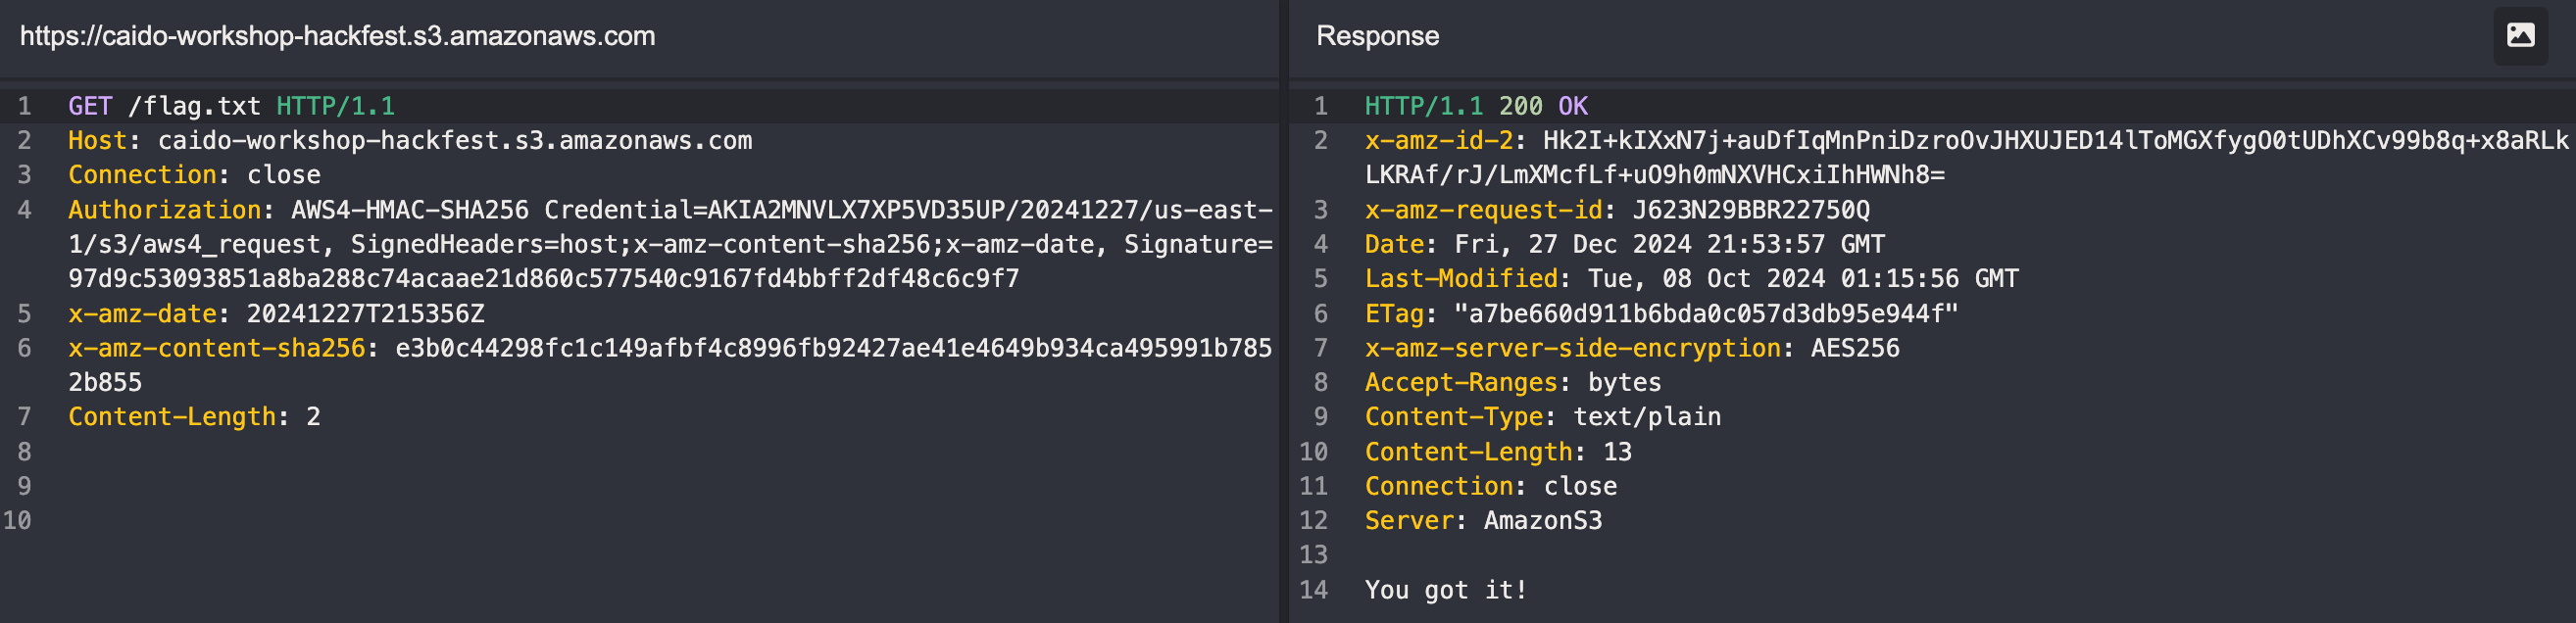 https://caido-workshop-hackfest.s3.amazonaws.com
1 GET /flag.txt HTTP/1.1
2 Host: caido-workshop-hackfest.s3.amazonaws.com
3 Connection: close
4 Authorization: AWS4-HMAC-SHA256 Credential=AKIA2MNVLX7XP5VD35UP/20241227/us-east-
1/s3/aws4_request, SignedHeaders=host;x-amz-content-sha256;x-amz-date, Signature=
97d9c53093851a8ba288c74acaae21d860c577540c9167fd4bbff2df48c6c9f7
5 x-amz-date: 20241227T215356Z
6 x-amz-content-sha256: e3b0c44298fc1c149afbf4c8996fb92427ae41e4649b934ca495991b785
2b855
7 Content-Length: 2
8
9
10
Response
1 HTTP/1.1 200 OK
2 x-amz-id-2: Hk2I+kIXxN7j+auDfIqMnPniDzroOvJHXUJED14lToMGXfygO0tUDhXCv99b8q+x8aRLk
LKRAf/rJ/LmXMcfLf+uO9h0mNXVHCxiIhHWNh8=
3 x-amz-request-id: J623N29BBR22750Q
4 Date: Fri, 27 Dec 2024 21:53:57 GMT
5 Last-Modified: Tue, 08 Oct 2024 01:15:56 GMT
6 ETag: "a7be660d911b6bda0c057d3db95e944f"
7 x-amz-server-side-encryption: AES256
8 Accept-Ranges: bytes
9 Content-Type: text/plain
10 Content-Length: 13
11 Connection: close
12 Server: AmazonS3
13
14 You got it!